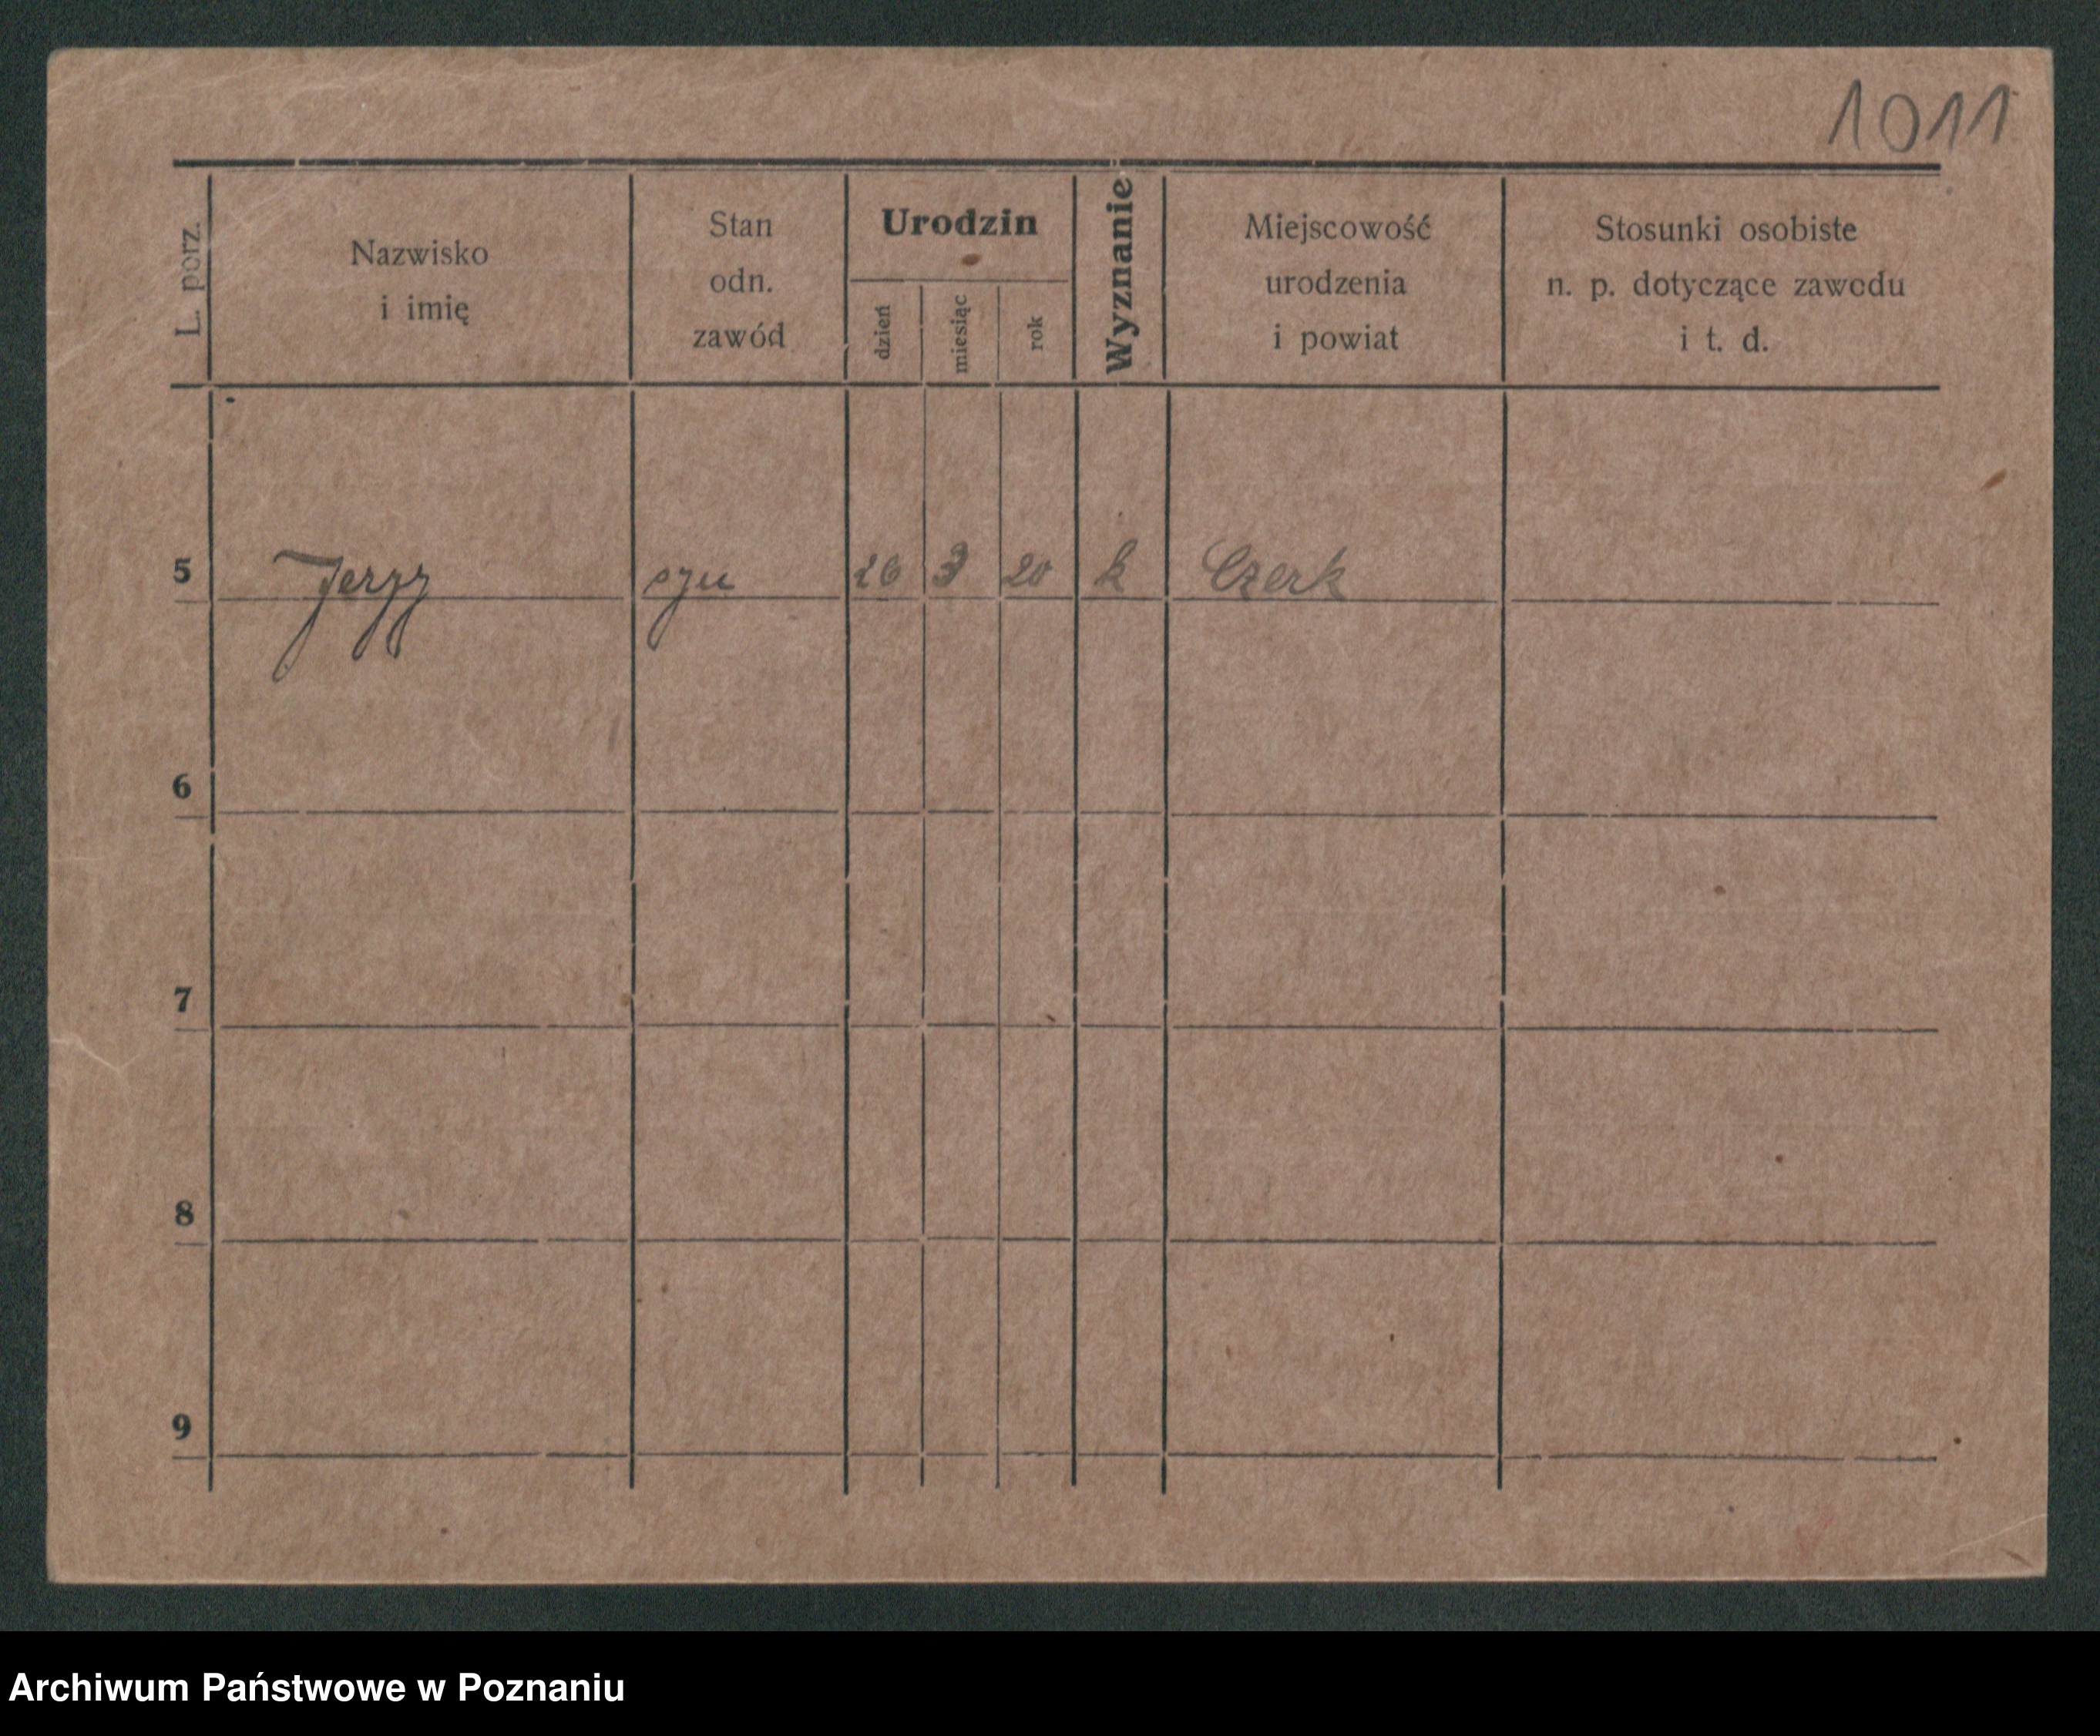 1011
L. porz.
Nazwisko
i imię
Stan
odn.
zawód
Urodzin
dzień
miesiąc
rok
Wyznanie
Miejscowość
urodzenia
i powiat
Stosunki osobiste
n. p. dotyczące zawodu
i t. d.
5 Jerzy syn 26 3 20 k Czerk
6
7
8
9
Archiwum Państwowe w Poznaniu